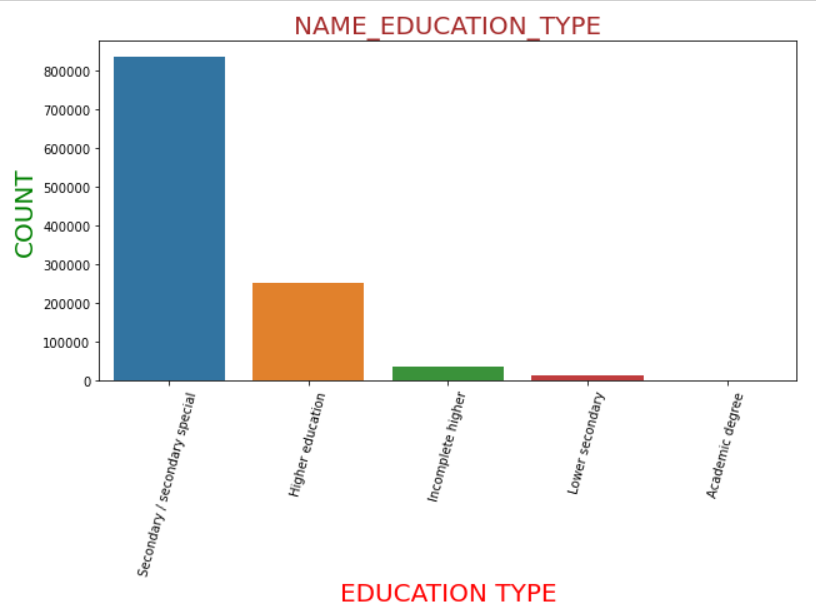 NAME_EDUCATION_TYPE
COUNT
800000
700000
600000
500000
400000
300000
200000
100000
0
Secondary / secondary special
Higher education
Incomplete higher
Lower secondary
Academic degree
EDUCATION TYPE